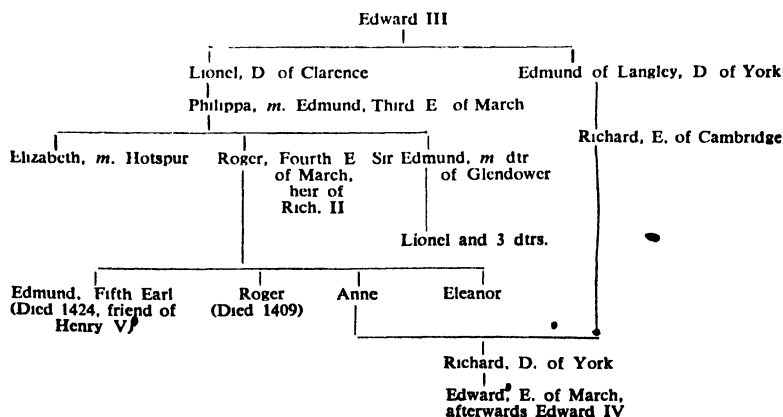 Edward III
Lionel, D of Clarence
Edmund of Langley, D of York
Philippa, m. Edmund, Third E of March
Richard, E. of Cambridge
Elizabeth, m. Hotspur
Roger, Fourth E
of March,
heir of
Rich. II
Sir Edmund, m dtr
of Glendower
Lionel and 3 dtrs.
Edmund, Fifth Earl
(Died 1424, friend of
Henry V)
Roger
(Died 1409)
Anne
Eleanor
Richard, D. of York
Edward, E. of March,
afterwards Edward IV